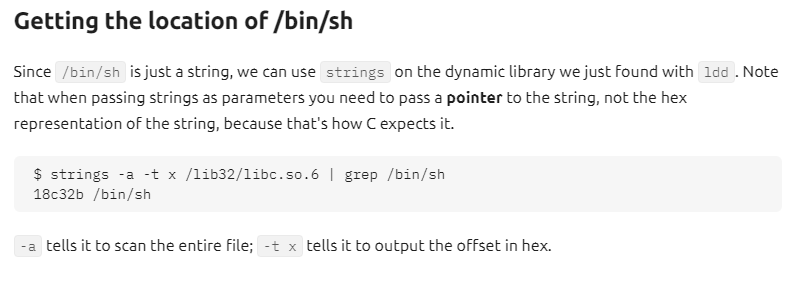 Getting the location of /bin/sh
Since /bin/sh is just a string, we can use strings on the dynamic library we just found with ldd . Note
that when passing strings as parameters you need to pass a pointer to the string, not the hex
representation of the string, because that's how C expects it.
$ strings -a -t x /lib32/libc.so.6 | grep /bin/sh
18c32b /bin/sh
-a tells it to scan the entire file; -t x tells it to output the offset in hex.